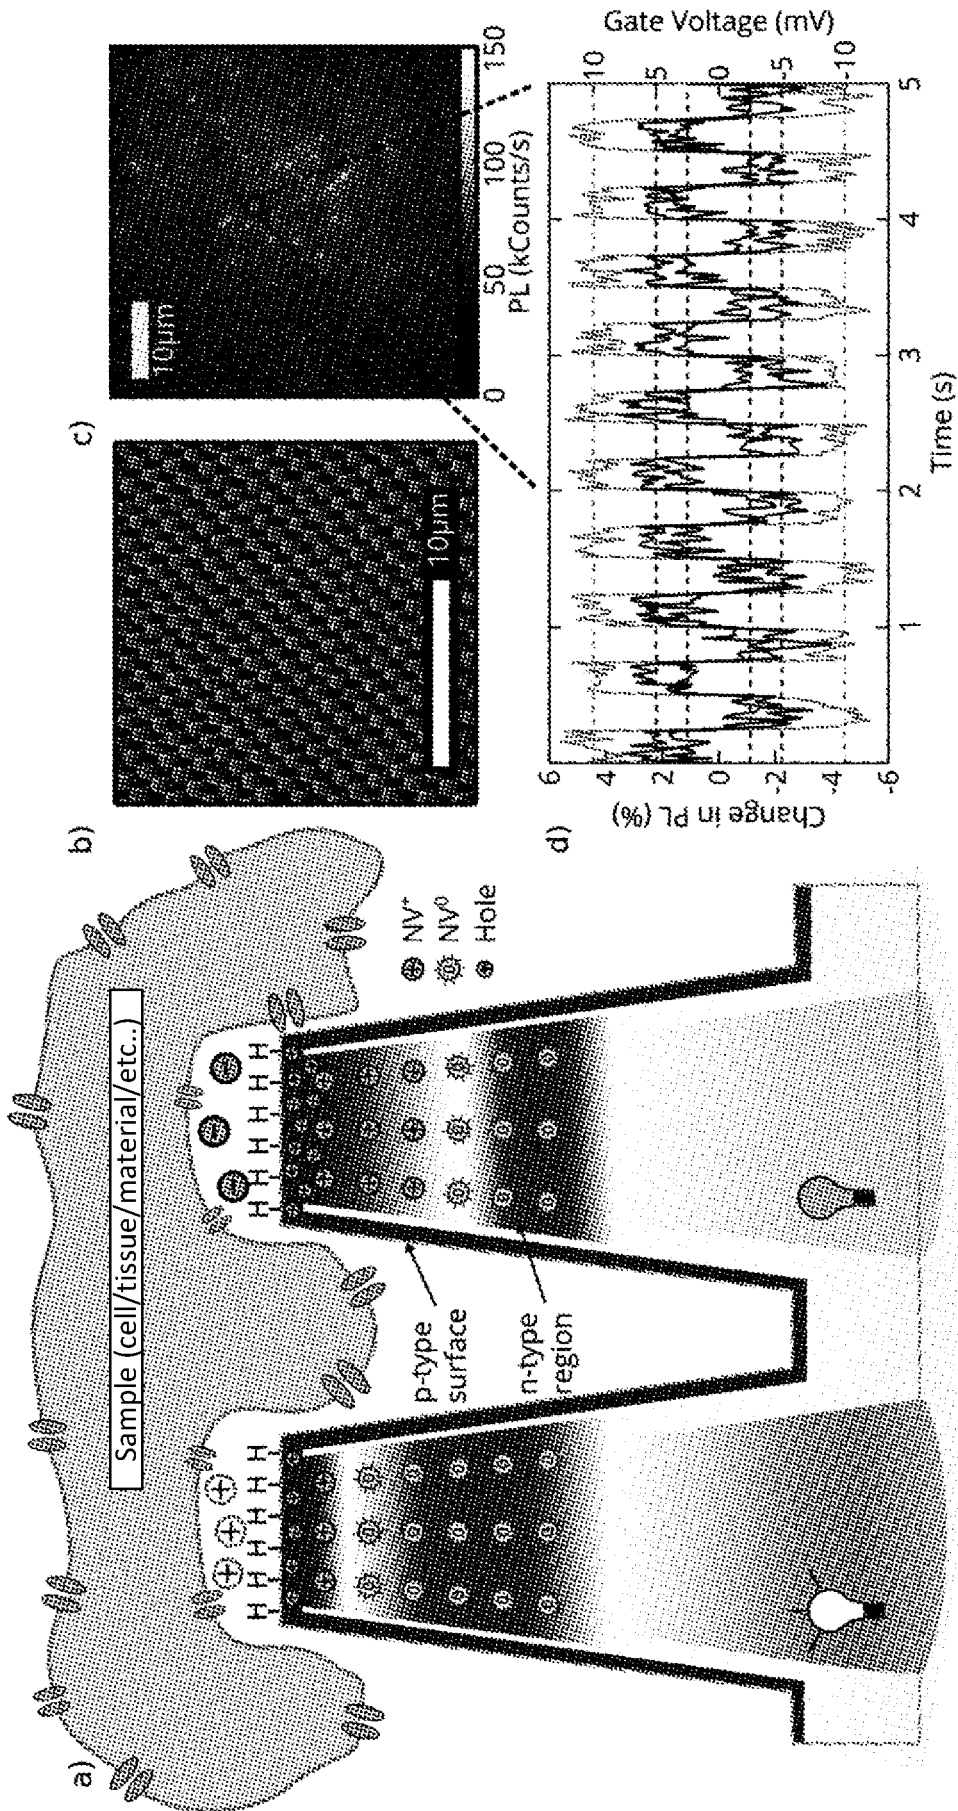 a)
Sample (cell/tissue/material/etc..)
+ + +
− − −
H H H H H H
H H H H H H
p-type
surface
n-type
region
NV⁺
NV⁰
Hole
b)
10μm
c)
10μm
0 50 100 150
PL (kCounts/s)
d)
Change in PL (%)
6
4
2
0
-2
-4
-6
1 2 3 4 5
Time (s)
10
5
0
-5
-10
Gate Voltage (mV)